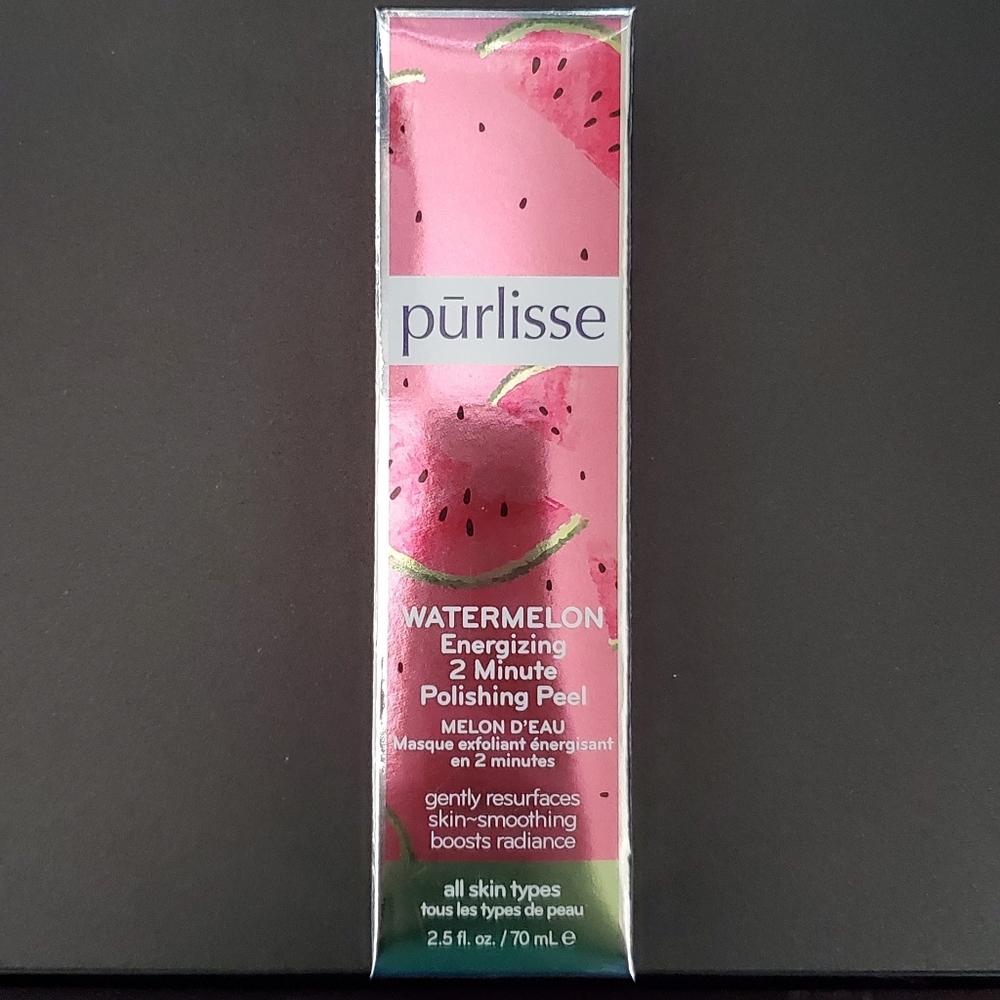 pūrlisse
WATERMELON
Energizing
2 Minute
Polishing Peel
MELON D'EAU
Masque exfoliant énergisant
en 2 minutes
gently resurfaces
skin~smoothing
boosts radiance
all skin types
tous les types de peau
2.5 fl. oz. / 70 mL ℮